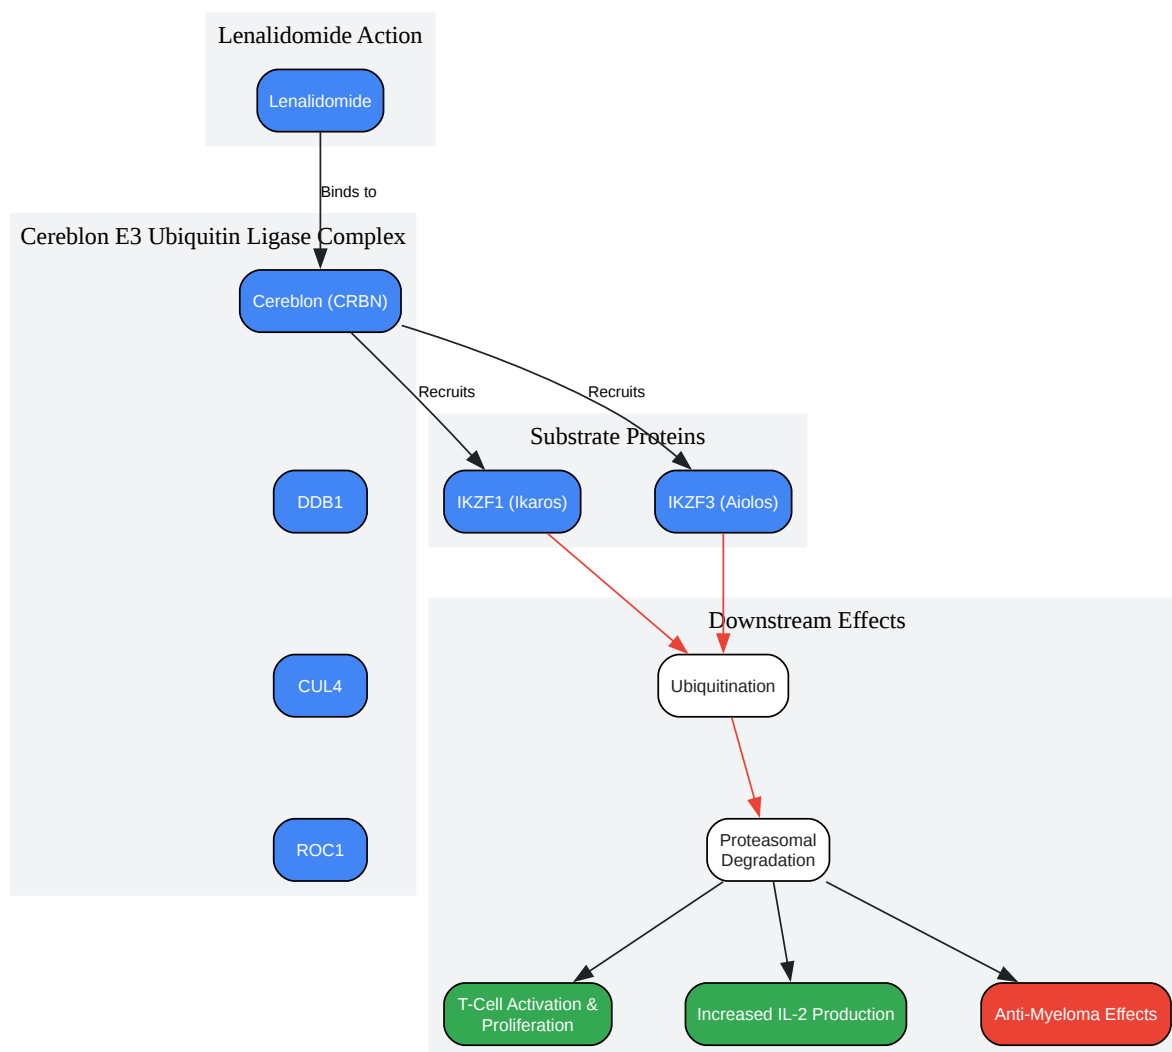 Lenalidomide Action
Lenalidomide
Binds to
Cereblon E3 Ubiquitin Ligase Complex
Cereblon (CRBN)
Recruits
Recruits
Substrate Proteins
DDB1
IKZF1 (Ikaros)
IKZF3 (Aiolos)
Downstream Effects
CUL4
Ubiquitination
ROC1
Proteasomal
Degradation
T-Cell Activation &
Proliferation
Increased IL-2 Production
Anti-Myeloma Effects